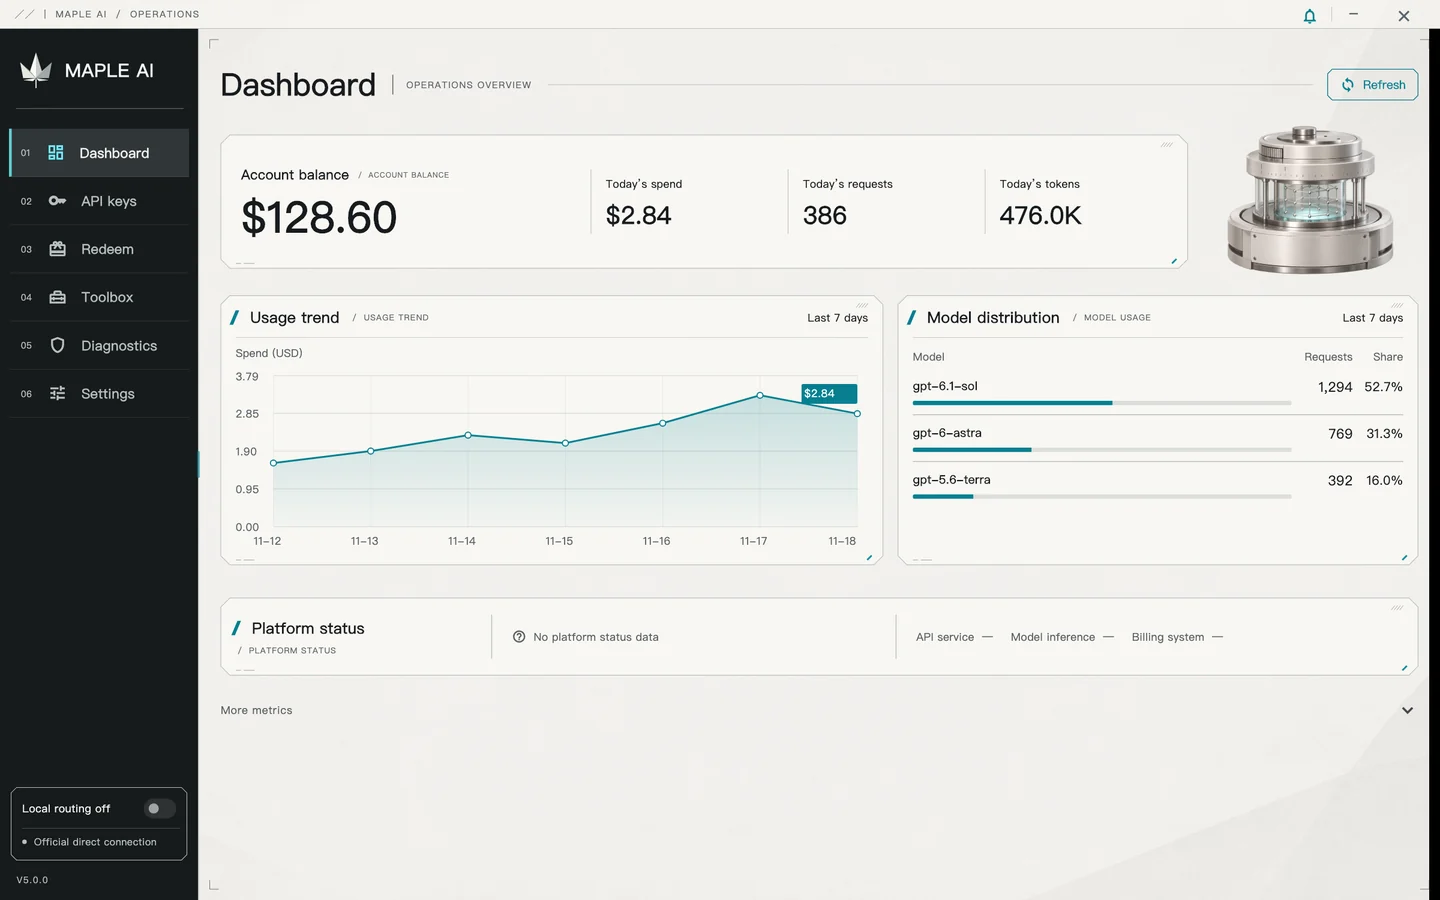 // | MAPLE AI / OPERATIONS
MAPLE AI
01 Dashboard
02 API keys
03 Redeem
04 Toolbox
05 Diagnostics
06 Settings
Local routing off
Official direct connection
V5.0.0
Dashboard | OPERATIONS OVERVIEW
Refresh
Account balance / ACCOUNT BALANCE
$128.60
Today's spend
$2.84
Today's requests
386
Today's tokens
476.0K
Usage trend / USAGE TREND
Last 7 days
Spend (USD)
3.79
2.85
1.90
0.95
0.00
$2.84
11-12 11-13 11-14 11-15 11-16 11-17 11-18
Model distribution / MODEL USAGE
Last 7 days
Model Requests Share
gpt-6.1-sol 1,294 52.7%
gpt-6-astra 769 31.3%
gpt-5.6-terra 392 16.0%
Platform status
/ PLATFORM STATUS
No platform status data
API service — Model inference — Billing system —
More metrics